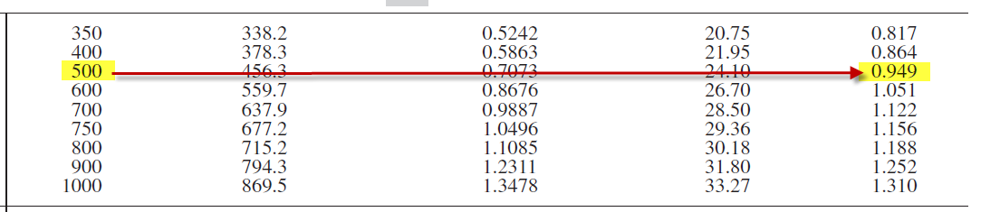 350 338.2 0.5242 20.75 0.817
400 378.3 0.5863 21.95 0.864
500 456.3 0.7073 24.10 0.949
600 559.7 0.8676 26.70 1.051
700 637.9 0.9887 28.50 1.122
750 677.2 1.0496 29.36 1.156
800 715.2 1.1085 30.18 1.188
900 794.3 1.2311 31.80 1.252
1000 869.5 1.3478 33.27 1.310